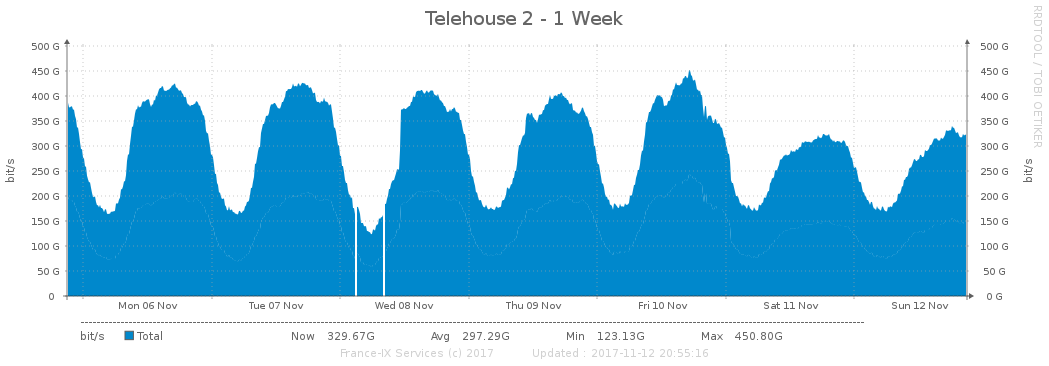 Telehouse 2 - 1 Week
RRDTOOL / TOBI OETIKER
500 G 500 G
450 G 450 G
400 G 400 G
350 G 350 G
300 G 300 G
250 G 250 G
200 G 200 G
150 G 150 G
100 G 100 G
50 G 50 G
0 0 G
bit/s bit/s
Mon 06 Nov Tue 07 Nov Wed 08 Nov Thu 09 Nov Fri 10 Nov Sat 11 Nov Sun 12 Nov
bit/s Total Now 329.67G Avg 297.29G Min 123.13G Max 450.80G
France-IX Services (c) 2017 Updated : 2017-11-12 20:55:16